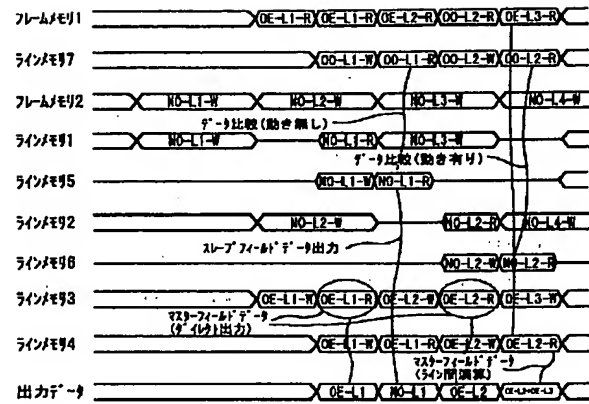 フレームメモリ1 OE-L1-R OE-L1-R OE-L2-R OO-L2-R OE-L3-R
ラインメモリ7 OO-L1-W OO-L1-R OO-L2-W OO-L2-R
フレームメモリ2 NO-L1-W NO-L2-W NO-L3-W NO-L4-W
データ比較(動き無し)
ラインメモリ1 NO-L1-W NO-L1-R NO-L3-W
データ比較(動き有り)
ラインメモリ5 NO-L1-W NO-L1-R
ラインメモリ2 NO-L2-W NO-L2-R NO-L4-W
スレーブフィールドデータ出力
ラインメモリ6 NO-L2-W NO-L2-R
ラインメモリ3 OE-L1-W OE-L1-R OE-L2-W OE-L2-R OE-L3-W
マスターフィールドデータ
(ダイレクト出力)
ラインメモリ4 OE-L1-W OE-L1-R OE-L2-W OE-L2-R
マスターフィールドデータ
(ライン間演算)
出力データ OE-L1 NO-L1 OE-L2 OE-L2+OE-L3